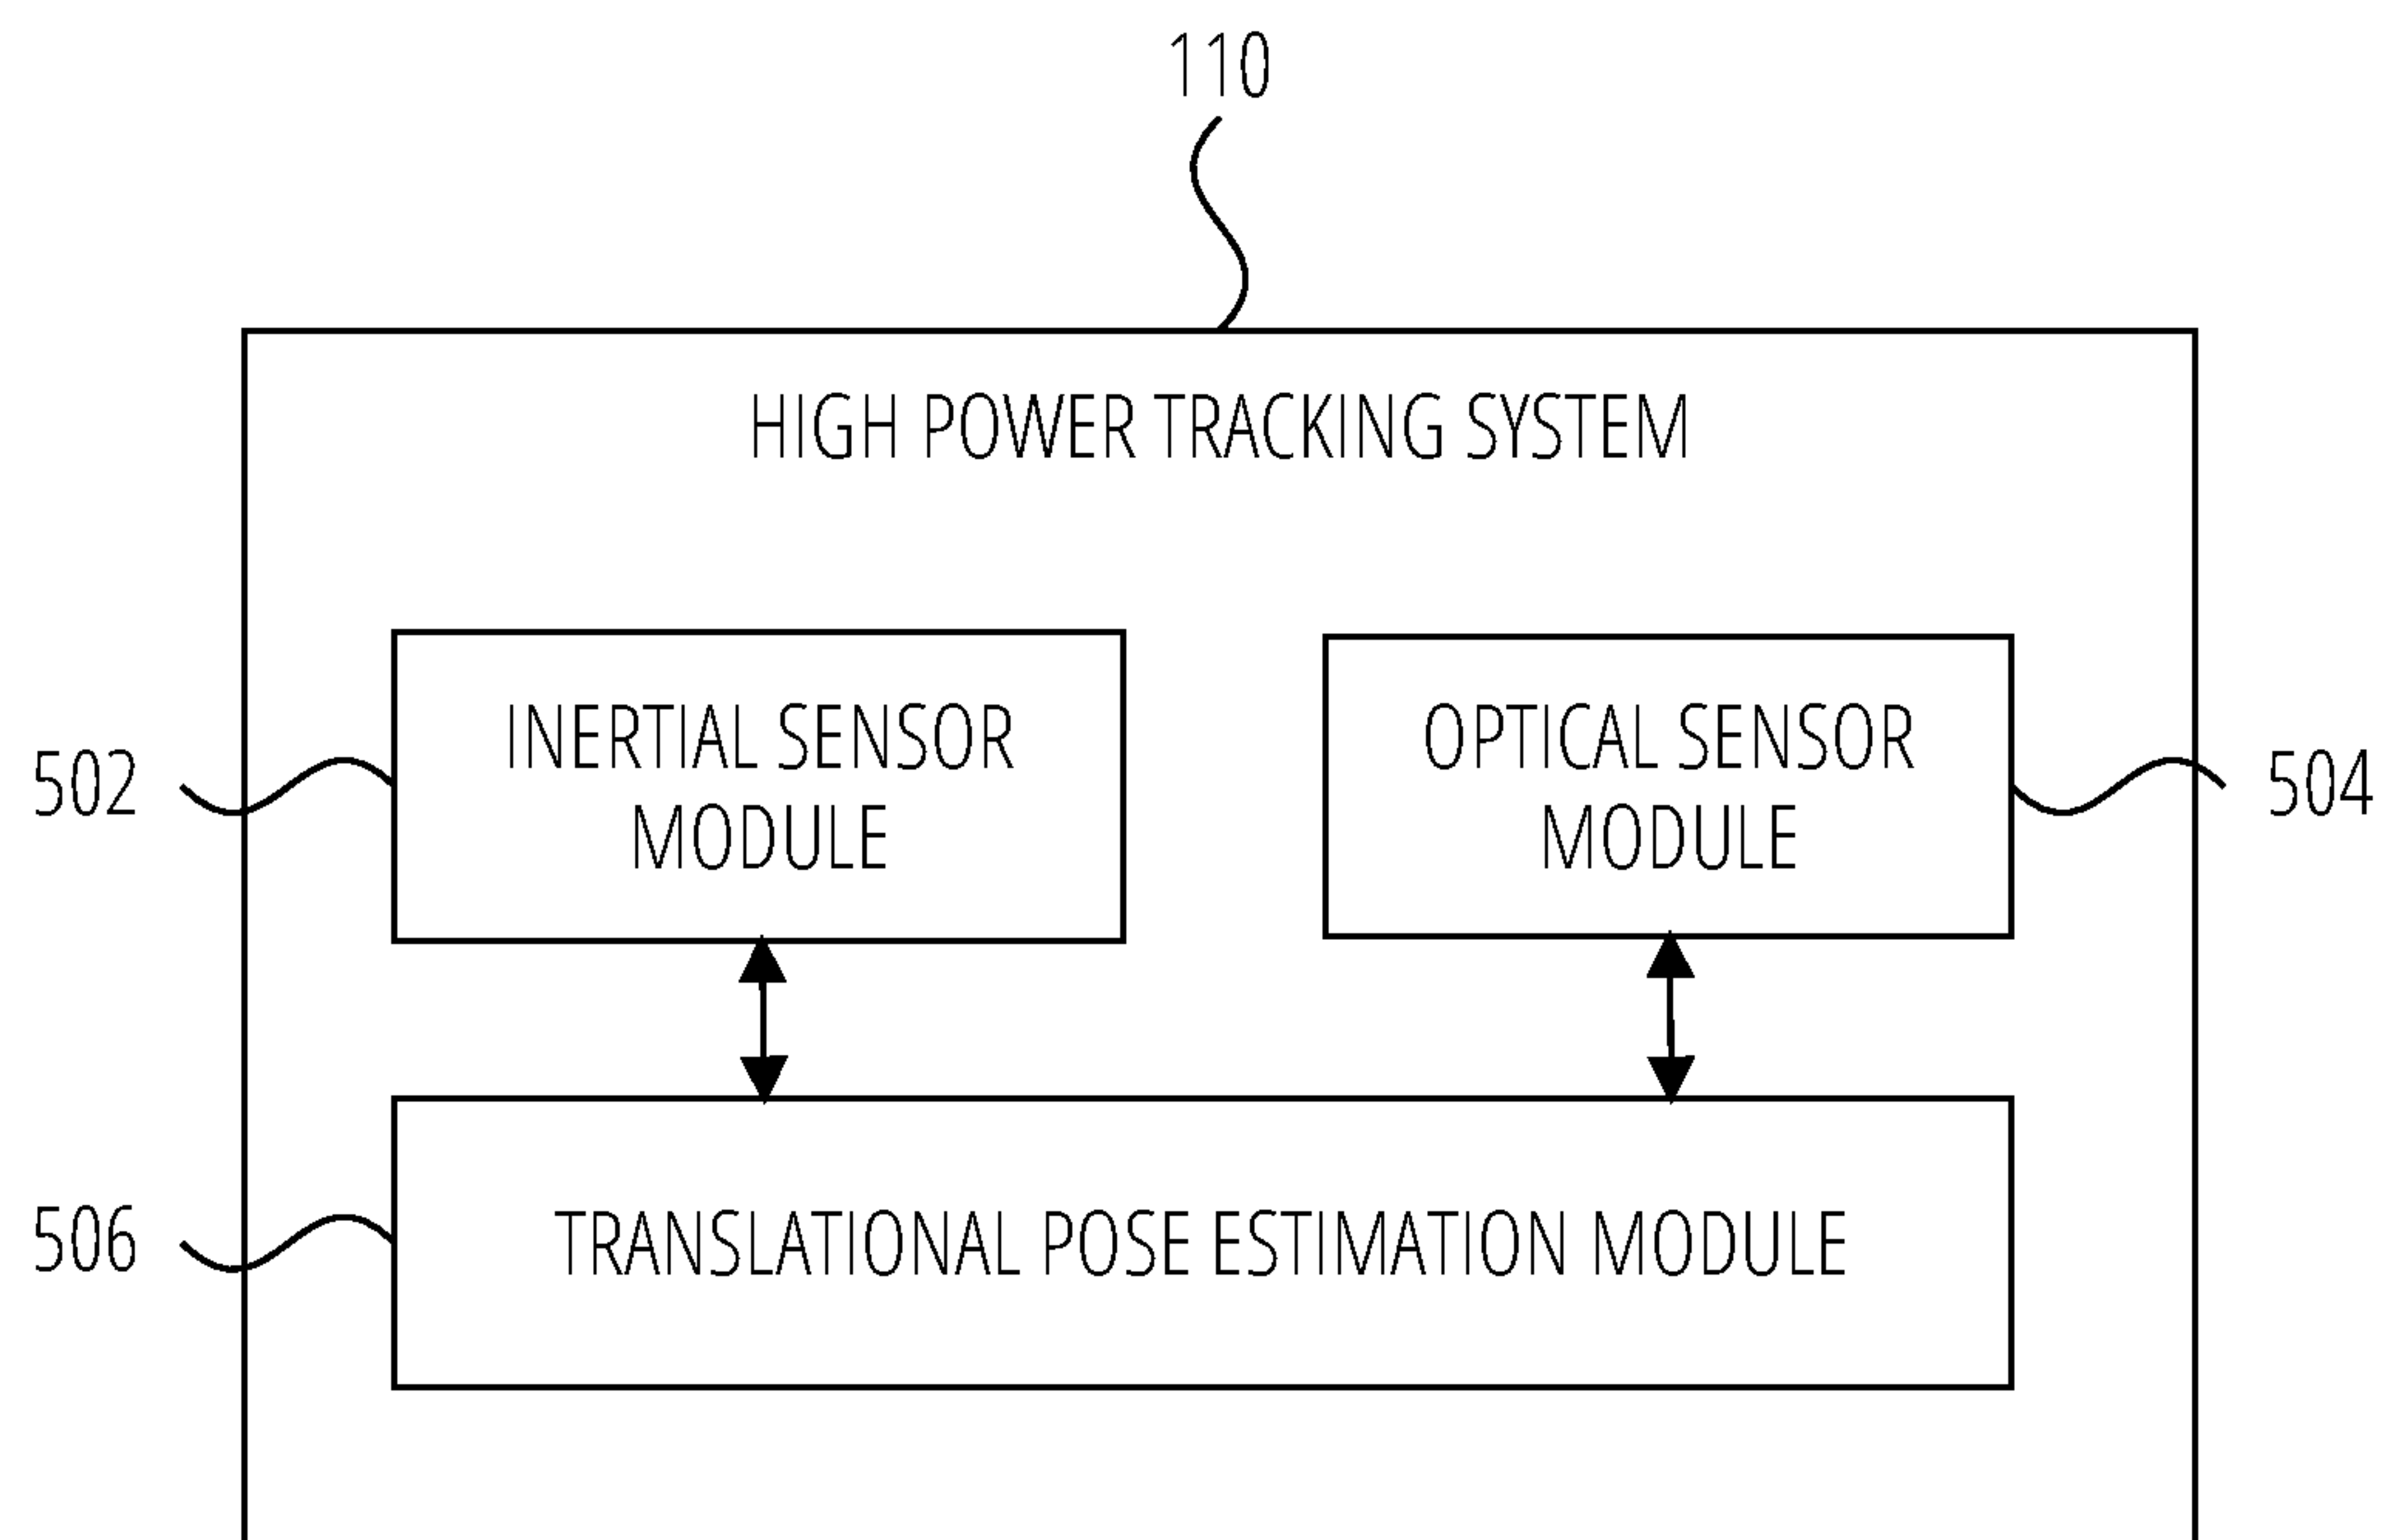 110
HIGH POWER TRACKING SYSTEM
INERTIAL SENSOR
MODULE
OPTICAL SENSOR
MODULE
502
504
506
TRANSLATIONAL POSE ESTIMATION MODULE